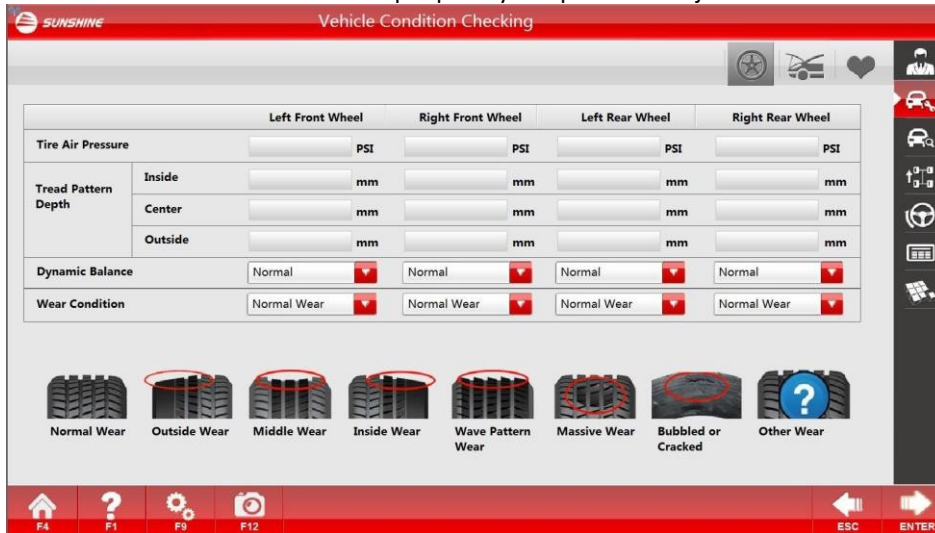 SUNSHINE
Vehicle Condition Checking
Left Front Wheel Right Front Wheel Left Rear Wheel Right Rear Wheel
Tire Air Pressure PSI PSI PSI PSI
Tread Pattern Depth
Inside mm mm mm mm
Center mm mm mm mm
Outside mm mm mm mm
Dynamic Balance Normal Normal Normal Normal
Wear Condition Normal Wear Normal Wear Normal Wear Normal Wear
?
Normal Wear Outside Wear Middle Wear Inside Wear Wave Pattern Wear Massive Wear Bubbled or Cracked Other Wear
?
F4 F1 F9 F12 ESC ENTER